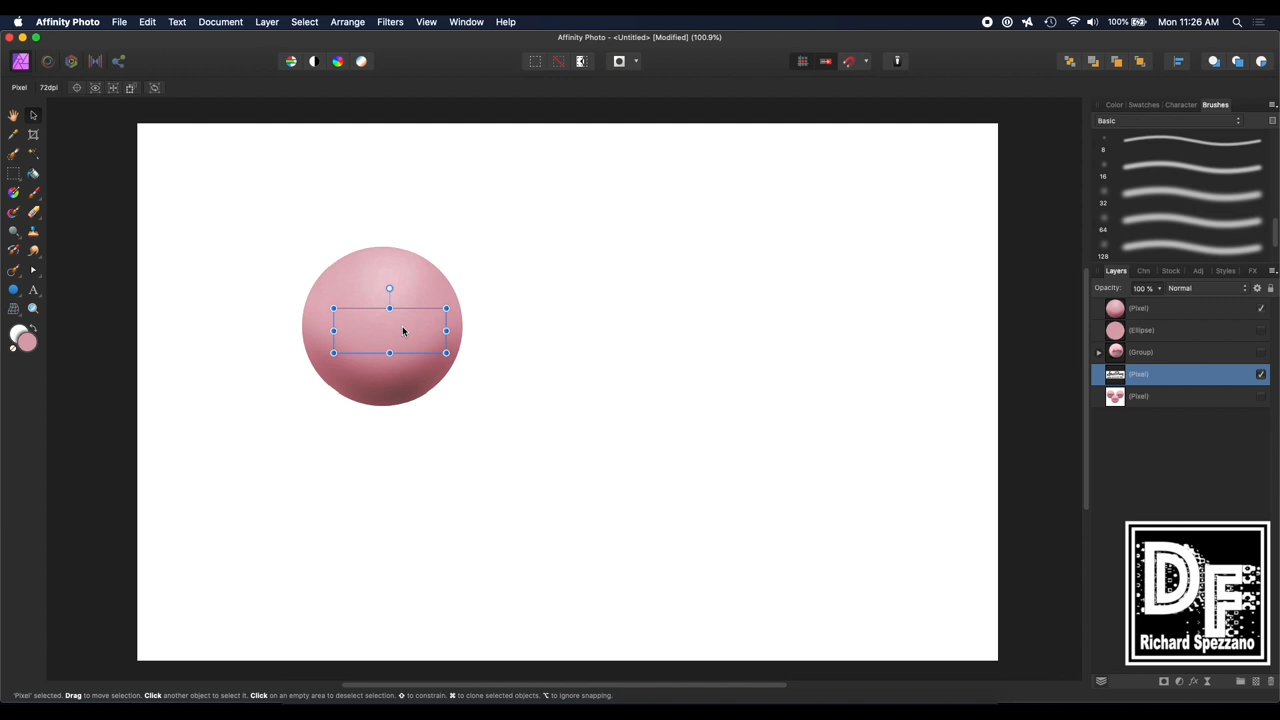 Affinity Photo File Edit Text Document Layer Select Arrange Filters View Window Help 100% Mon 11:26 AM
Affinity Photo - <Untitled> [Modified] (100.9%)
Pixel 72dpi
Color Swatches Character Brushes
Basic
8
16
32
64
128
Layers Chn Stock Adj Styles FX
Opacity: 100 % Normal
(Pixel)
(Ellipse)
(Group)
(Pixel)
(Pixel)
DF
Richard Spezzano
'Pixel' selected. Drag to move selection. Click another object to select it. Click on an empty area to deselect selection. ⇧ to constrain. ⌘ to clone selected objects. ⌥ to ignore snapping.